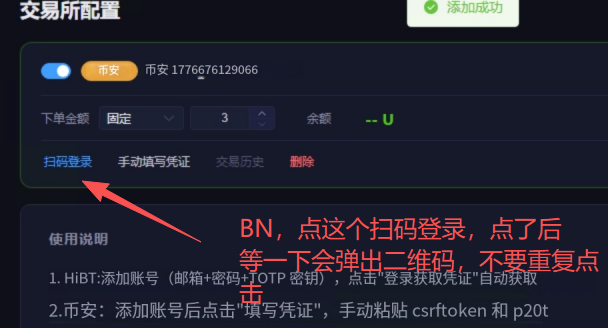 交易所配置
添加成功
币安 币安 1776676129066
下单金额 固定 3 余额 -- U
扫码登录 手动填写凭证 交易历史 删除
BN，点这个扫码登录，点了后
等一下会弹出二维码，不要重复点
击
使用说明
1. HiBT:添加账号（邮箱+密码+TOTP 密钥），点击"登录获取凭证"自动获取
2.币安：添加账号后点击"填写凭证"，手动粘贴 csrftoken 和 p20t